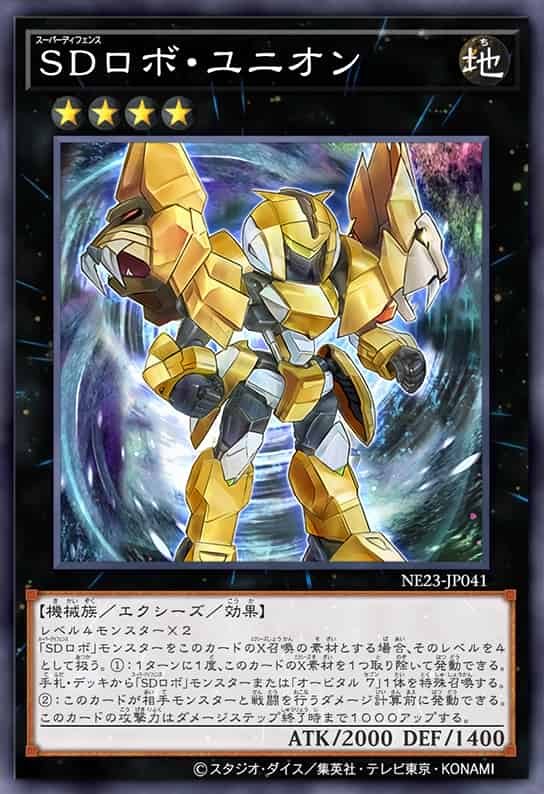 スーパーディフェンス
SDロボ・ユニオン
ち
地
NE23-JP041
【機械族／エクシーズ／効果】
レベル４モンスター×２
「SDロボ」モンスターをこのカードのX召喚の素材とする場合、そのレベルを４
として扱う。①：１ターンに１度、このカードのX素材を１つ取り除いて発動できる。
手札・デッキから「SDロボ」モンスターまたは「オービタル 7」１体を特殊召喚する。
②：このカードが相手モンスターと戦闘を行うダメージ計算前に発動できる。
このカードの攻撃力はダメージステップ終了時まで１０００アップする。
ATK/2000 DEF/1400
©スタジオ・ダイス/集英社・テレビ東京・KONAMI